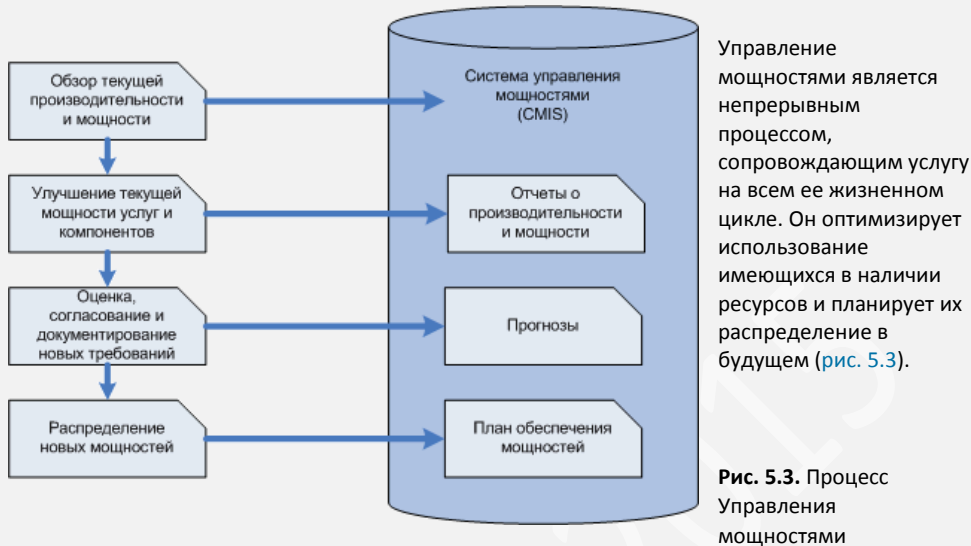 Обзор текущей
производительности
и мощности
Система управления
мощностями
(CMIS)
Улучшение текущей
мощности услуг и
компонентов
Отчеты о
производительности
и мощности
Оценка,
согласование и
документирование
новых требований
Прогнозы
Распределение
новых мощностей
План обеспечения
мощностей
Управление
мощностями является
непрерывным
процессом,
сопровождающим услугу
на всем ее жизненном
цикле. Он оптимизирует
использование
имеющихся в наличии
ресурсов и планирует их
распределение в
будущем (рис. 5.3).
Рис. 5.3. Процесс
Управления
мощностями